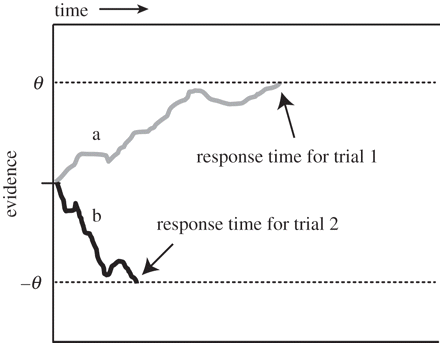 time
θ
a
response time for trial 1
evidence
b
response time for trial 2
−θ